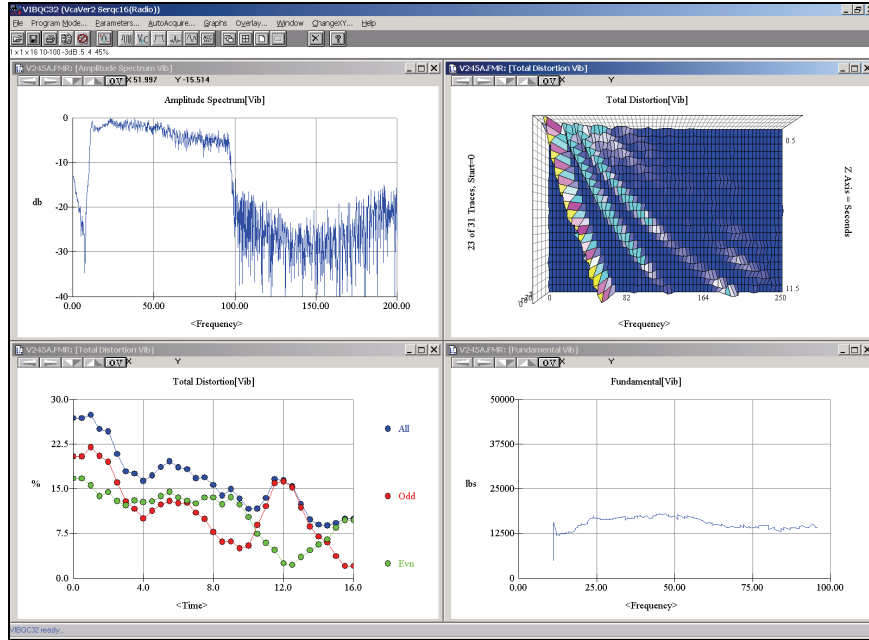 VIBQC32 {VcaVer2 Serqc16(Radio)}
File Program Mode... Parameters... AutoAcquire... Graphs Overlay... Window ChangeXY... Help
1 x 1 x 16 10-100 -3dB .5 .4 45%
V245A.FMR: [Amplitude Spectrum Vib]
X 51.997 Y -15.514
Amplitude Spectrum[Vib]
0
-10
db
-20
-30
-40
0.00 50.00 100.00 150.00 200.00
<Frequency>
V245A.FMR: [Total Distortion Vib]
X Y
Total Distortion[Vib]
23 of 31 Traces, Start=0
0.5
Z Axis = Seconds
11.5
0 82 164 250
<Frequency>
V245A.FMR: [Total Distortion Vib]
X Y
Total Distortion[Vib]
30.0
All
22.5
%
15.0
Odd
7.5
Evn
0.0
0.0 4.0 8.0 12.0 16.0
<Time>
V245A.FMR: [Fundamental Vib]
X Y
Fundamental[Vib]
50000
37500
lbs
25000
12500
0
0.00 25.00 50.00 75.00 100.00
<Frequency>
VIBQC32 ready...